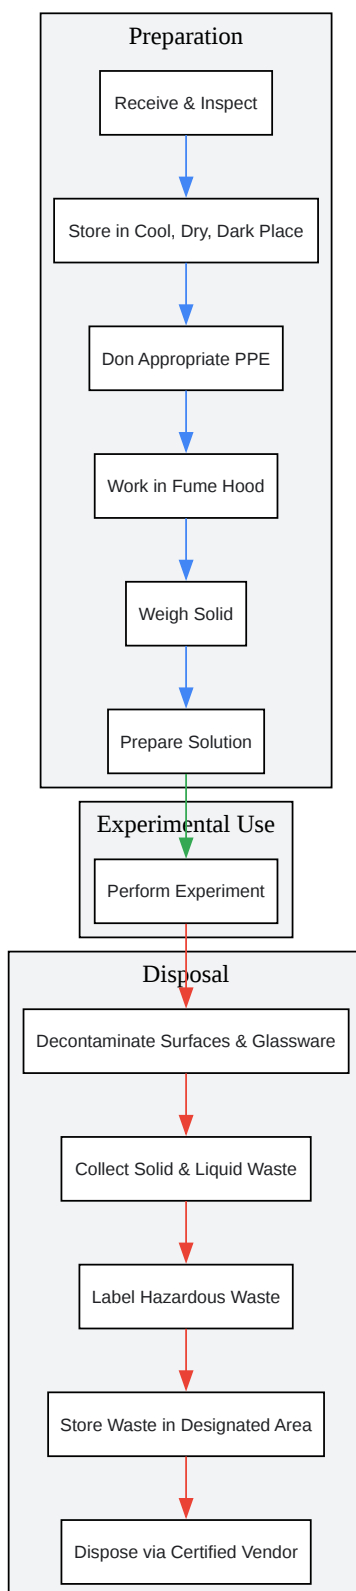 Preparation
Receive & Inspect
Store in Cool, Dry, Dark Place
Don Appropriate PPE
Work in Fume Hood
Weigh Solid
Prepare Solution
Experimental Use
Perform Experiment
Disposal
Decontaminate Surfaces & Glassware
Collect Solid & Liquid Waste
Label Hazardous Waste
Store Waste in Designated Area
Dispose via Certified Vendor